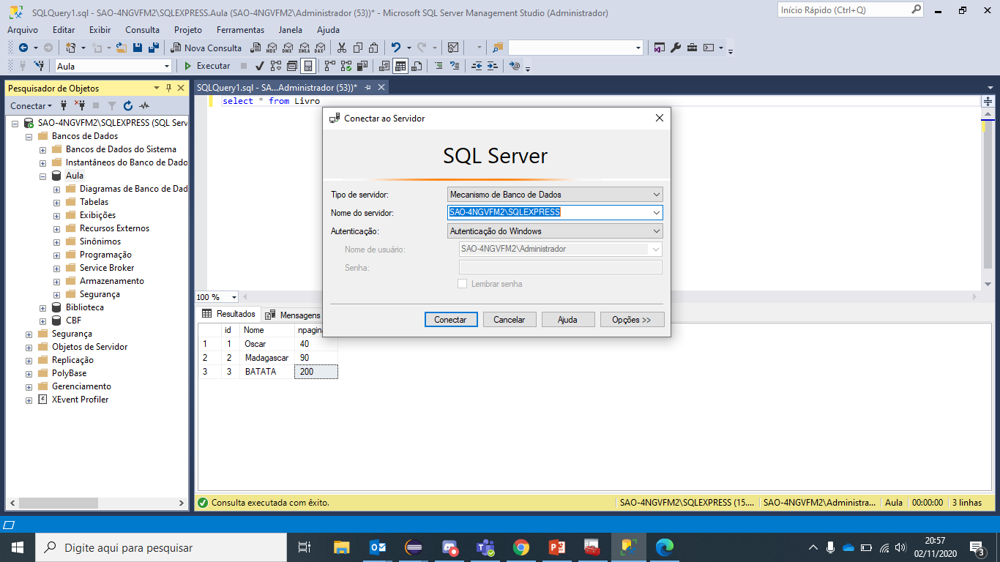 SQLQuery1.sql - SAO-4NGVFM2\SQLEXPRESS.Aula (SAO-4NGVFM2\Administrador (53))* - Microsoft SQL Server Management Studio (Administrador)
Início Rápido (Ctrl+Q)
Arquivo Editar Exibir Consulta Projeto Ferramentas Janela Ajuda
Nova Consulta MDX DMX XMLA DAX
Aula Executar
Pesquisador de Objetos
SQLQuery1.sql - SA...Administrador (53))*
Conectar
select * from Livro
SAO-4NGVFM2\SQLEXPRESS (SQL Serv
Bancos de Dados
Bancos de Dados do Sistema
Instantâneos do Banco de Dado
Aula
Diagramas de Banco de Dad
Tabelas
Exibições
Recursos Externos
Sinônimos
Programação
Service Broker
Armazenamento
Segurança
Biblioteca
CBF
Segurança
Objetos de Servidor
Replicação
PolyBase
Gerenciamento
XEvent Profiler
Conectar ao Servidor
SQL Server
Tipo de servidor: Mecanismo de Banco de Dados
Nome do servidor: SAO-4NGVFM2\SQLEXPRESS
Autenticação: Autenticação do Windows
Nome de usuário: SAO-4NGVFM2\Administrador
Senha:
Lembrar senha
Conectar Cancelar Ajuda Opções >>
100 %
Resultados Mensagens
id Nome npagina
1 1 Oscar 40
2 2 Madagascar 90
3 3 BATATA 200
Consulta executada com êxito. SAO-4NGVFM2\SQLEXPRESS (15.... SAO-4NGVFM2\Administra... Aula 00:00:00 3 linhas
Digite aqui para pesquisar
20:57
02/11/2020
3